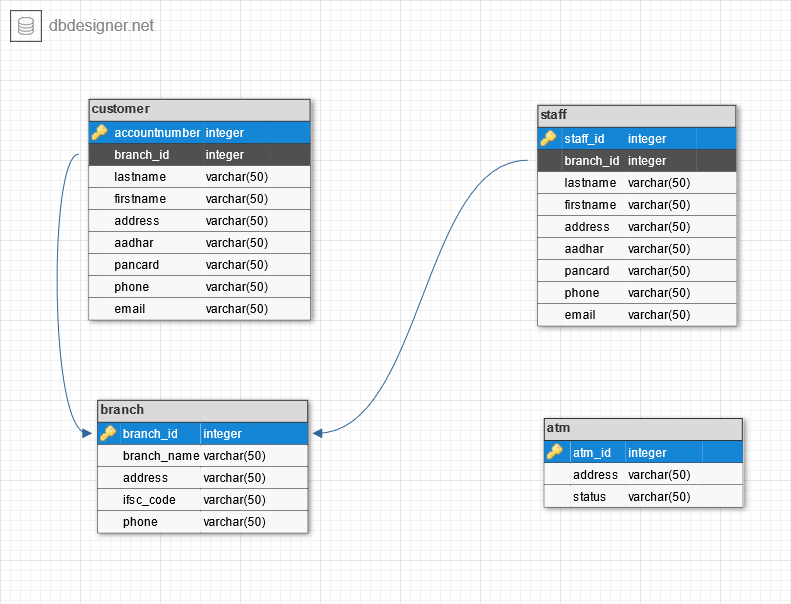 dbdesigner.net
customer
accountnumber integer
branch_id integer
lastname varchar(50)
firstname varchar(50)
address varchar(50)
aadhar varchar(50)
pancard varchar(50)
phone varchar(50)
email varchar(50)
staff
staff_id integer
branch_id integer
lastname varchar(50)
firstname varchar(50)
address varchar(50)
aadhar varchar(50)
pancard varchar(50)
phone varchar(50)
email varchar(50)
branch
branch_id integer
branch_name varchar(50)
address varchar(50)
ifsc_code varchar(50)
phone varchar(50)
atm
atm_id integer
address varchar(50)
status varchar(50)